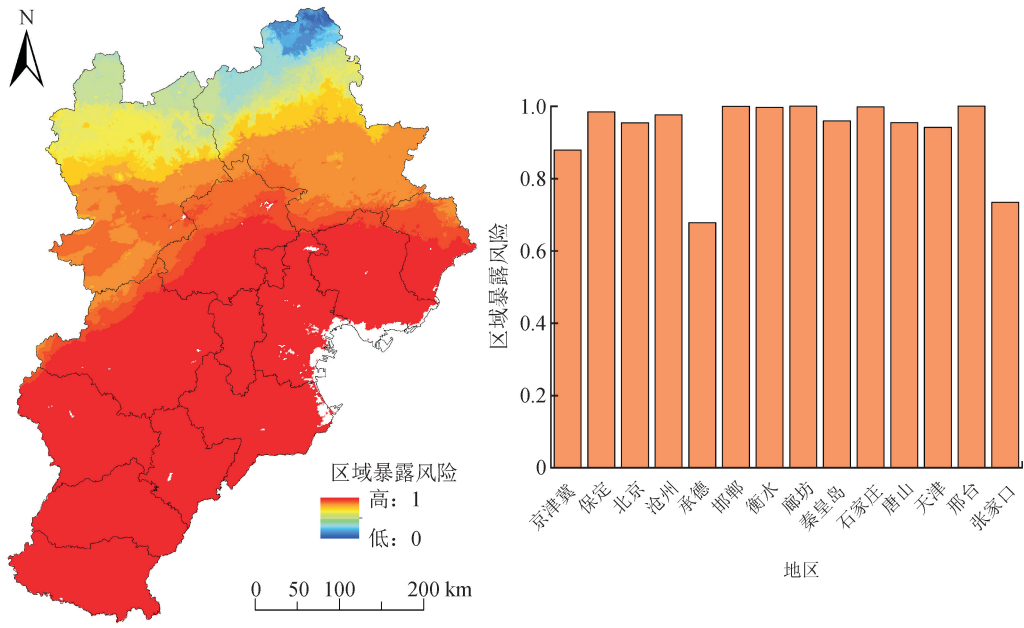 N
区域暴露风险
高：1
低：0
0 50 100 200 km
区域暴露风险
1.0
0.8
0.6
0.4
0.2
0
京津冀
保定
北京
沧州
承德
邯郸
衡水
廊坊
秦皇岛
石家庄
唐山
天津
邢台
张家口
地区